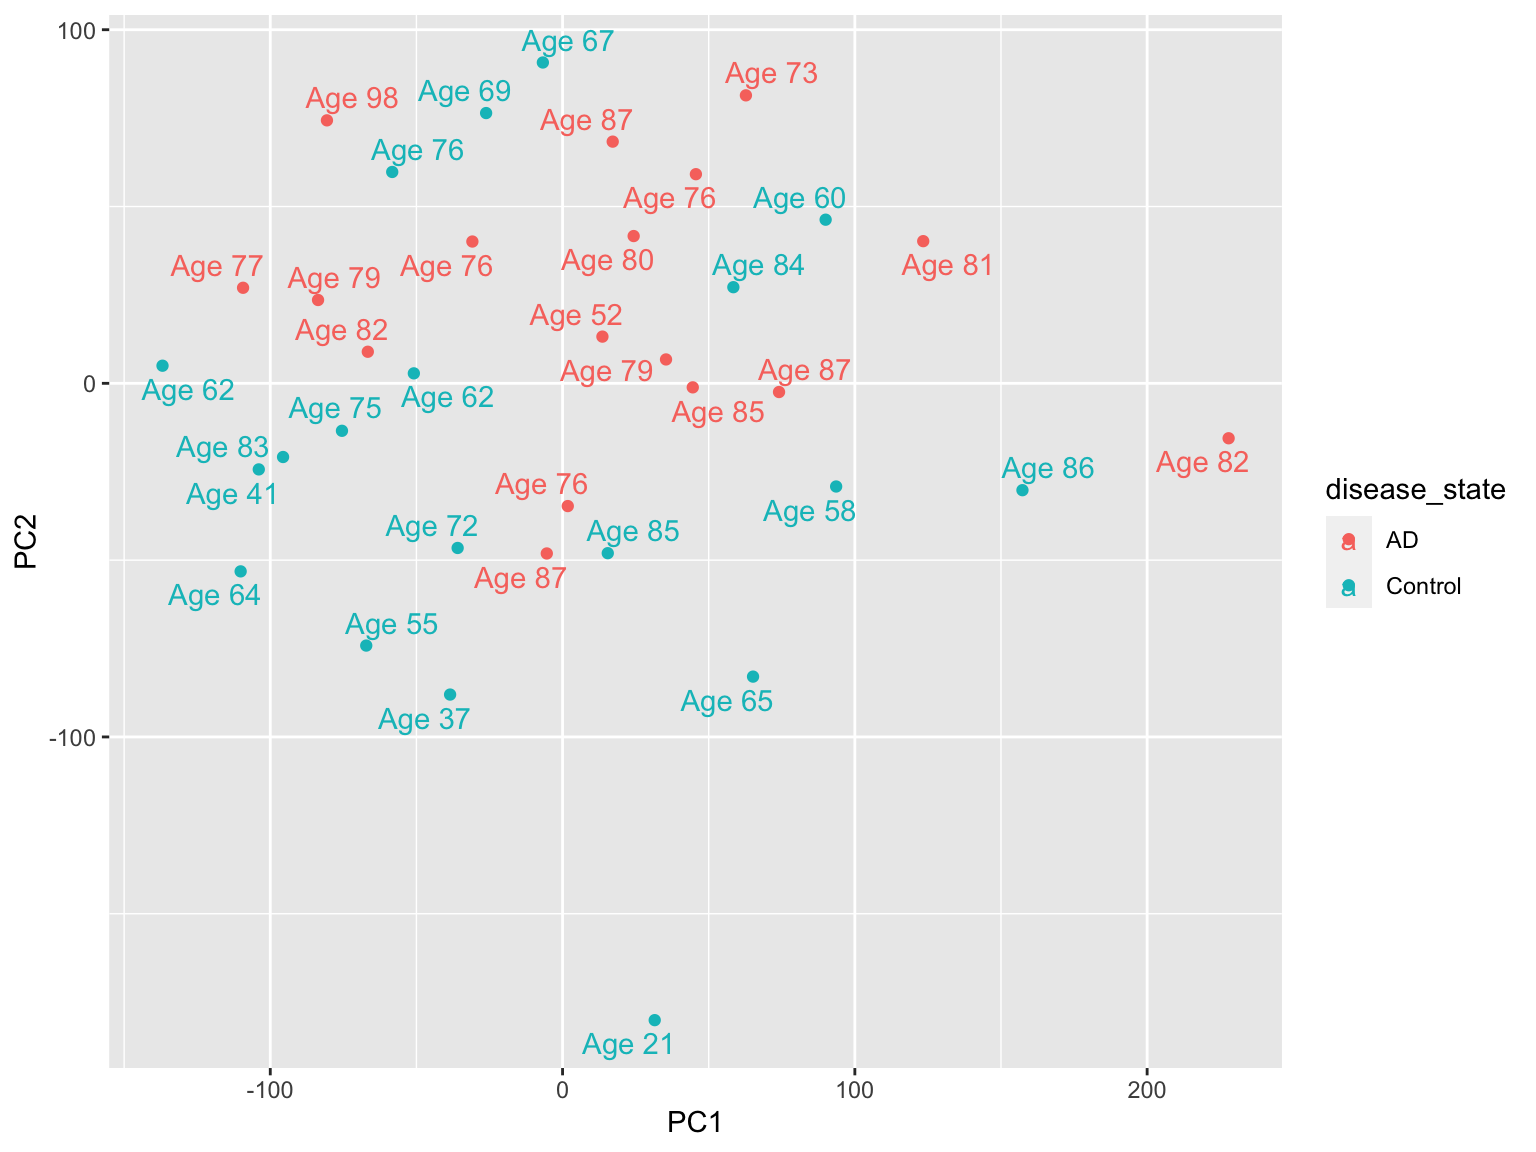 100
Age 67
Age 73
Age 98
Age 69
Age 87
Age 76
Age 76
Age 60
Age 77
Age 79
Age 76
Age 80
Age 84
Age 81
Age 52
Age 82
Age 79
Age 87
0
Age 62
Age 62
Age 75
Age 85
Age 83
Age 41
Age 76
Age 86
Age 82
Age 58
Age 72
Age 85
Age 87
Age 64
Age 55
Age 37
Age 65
-100
Age 21
-100
0
100
200
PC1
PC2
disease_state
a AD
a Control